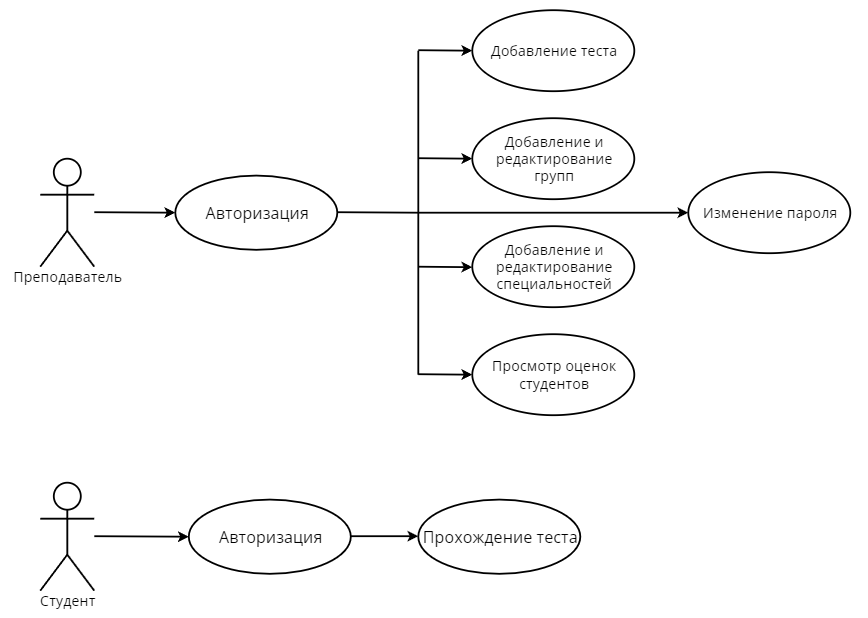 Добавление теста
Добавление и
редактирование
групп
Авторизация
Изменение пароля
Преподаватель
Добавление и
редактирование
специальностей
Просмотр оценок
студентов
Авторизация
Прохождение теста
Студент